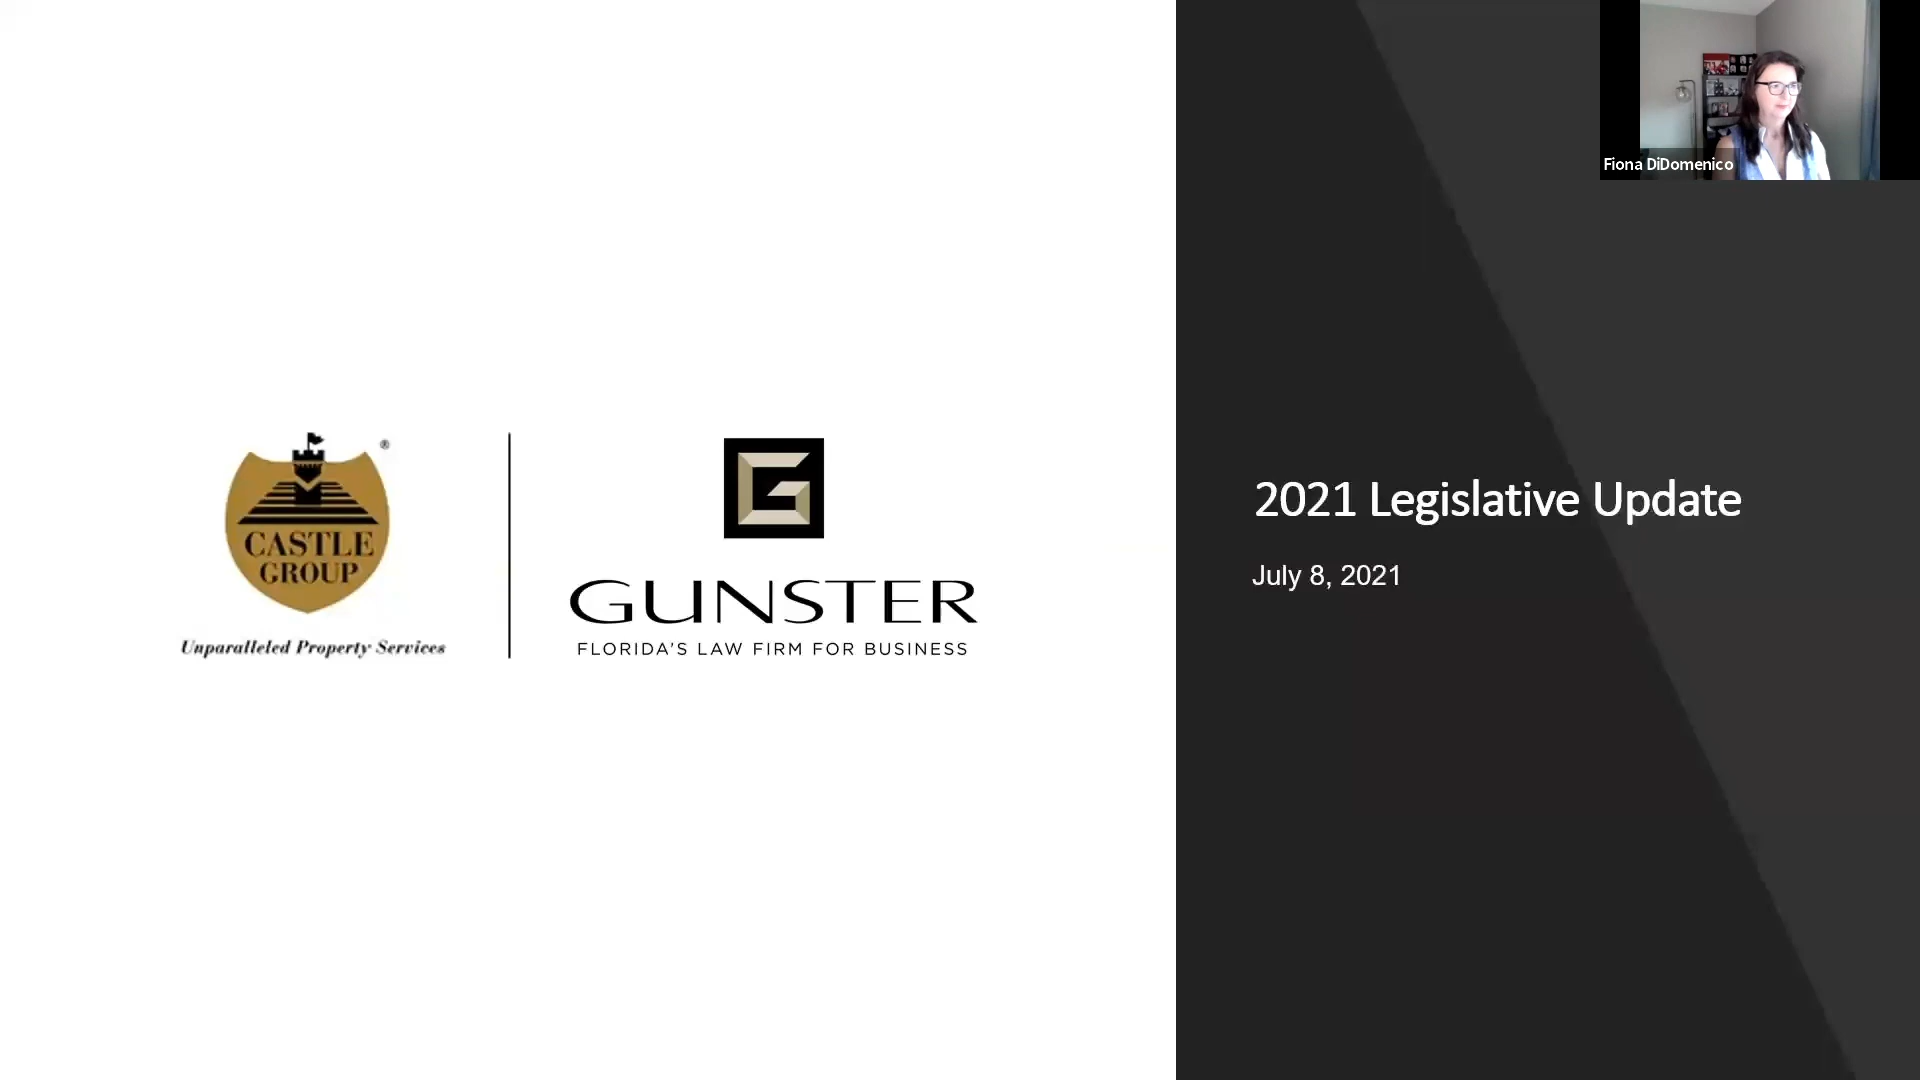 Fiona DiDomenico
®
CASTLE
GROUP
Unparalleled Property Services
G
GUNSTER
FLORIDA'S LAW FIRM FOR BUSINESS
2021 Legislative Update
July 8, 2021